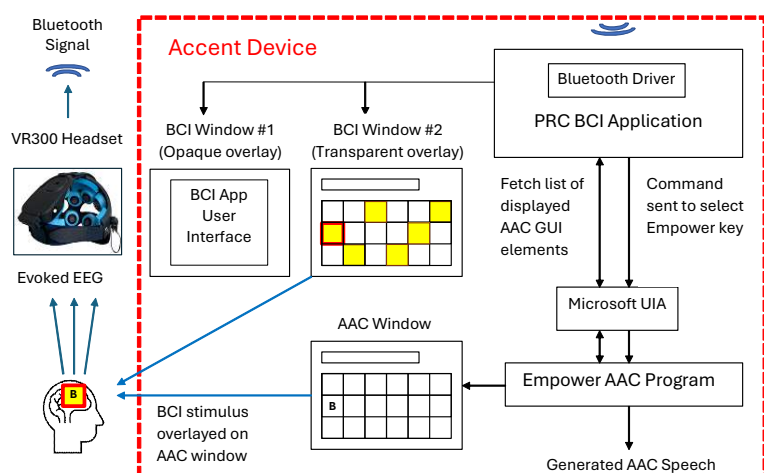 Bluetooth
Signal
Accent Device
Bluetooth Driver
PRC BCI Application
VR300 Headset
BCI Window #1
(Opaque overlay)
BCI Window #2
(Transparent overlay)
BCI App
User
Interface
Fetch list of
displayed
AAC GUI
elements
Command
sent to select
Empower key
Evoked EEG
Microsoft UIA
AAC Window
Empower AAC Program
B
B
BCI stimulus
overlayed on
AAC window
Generated AAC Speech